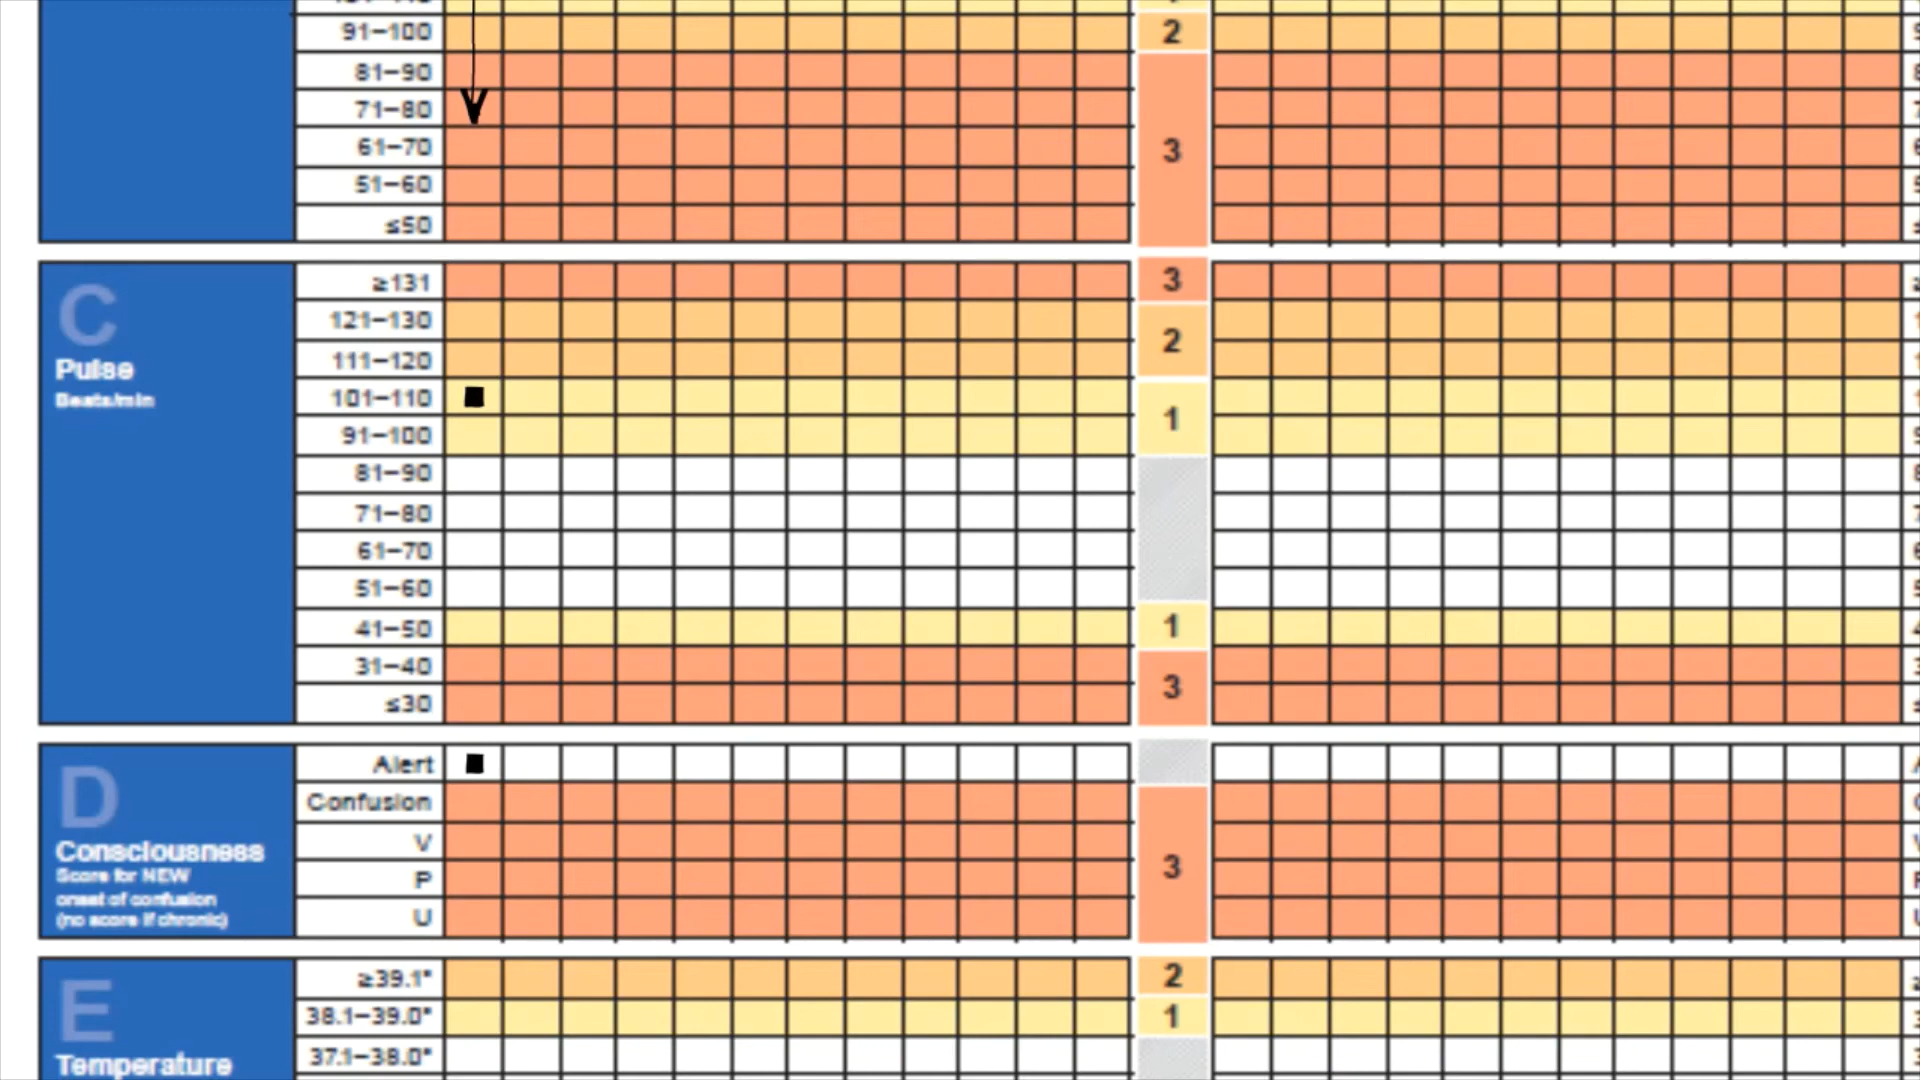 91–100
2
81–90
71–80
61–70
3
51–60
≤50
C
Pulse
Beats/min
≥131
3
121–130
2
111–120
101–110
1
91–100
81–90
71–80
61–70
51–60
41–50
1
31–40
3
≤30
D
Consciousness
Score for NEW
onset of confusion
(no score if chronic)
Alert
Confusion
V
3
P
U
E
Temperature
≥39.1°
2
38.1–39.0°
1
37.1–38.0°